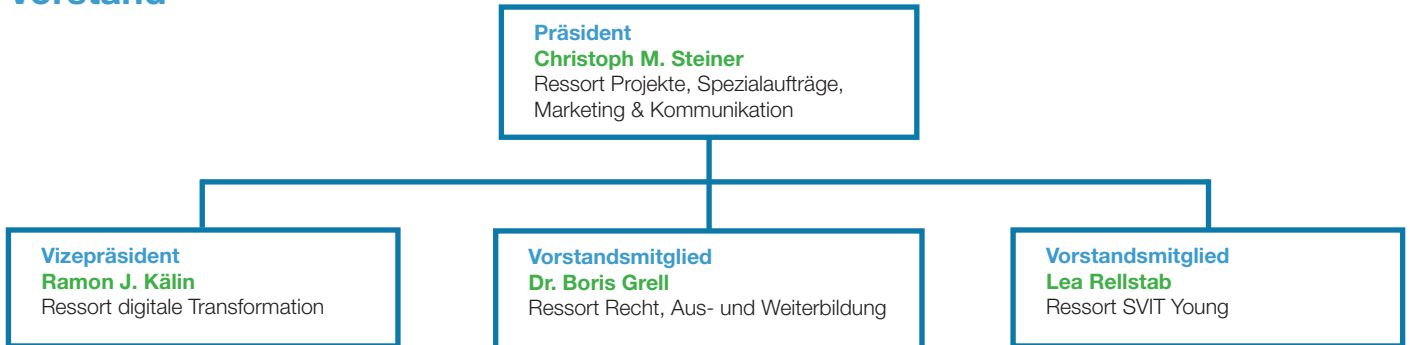 Vorstand
Präsident
Christoph M. Steiner
Ressort Projekte, Spezialaufträge,
Marketing & Kommunikation
Vizepräsident
Ramon J. Kälin
Ressort digitale Transformation
Vorstandsmitglied
Dr. Boris Grell
Ressort Recht, Aus- und Weiterbildung
Vorstandsmitglied
Lea Rellstab
Ressort SVIT Young